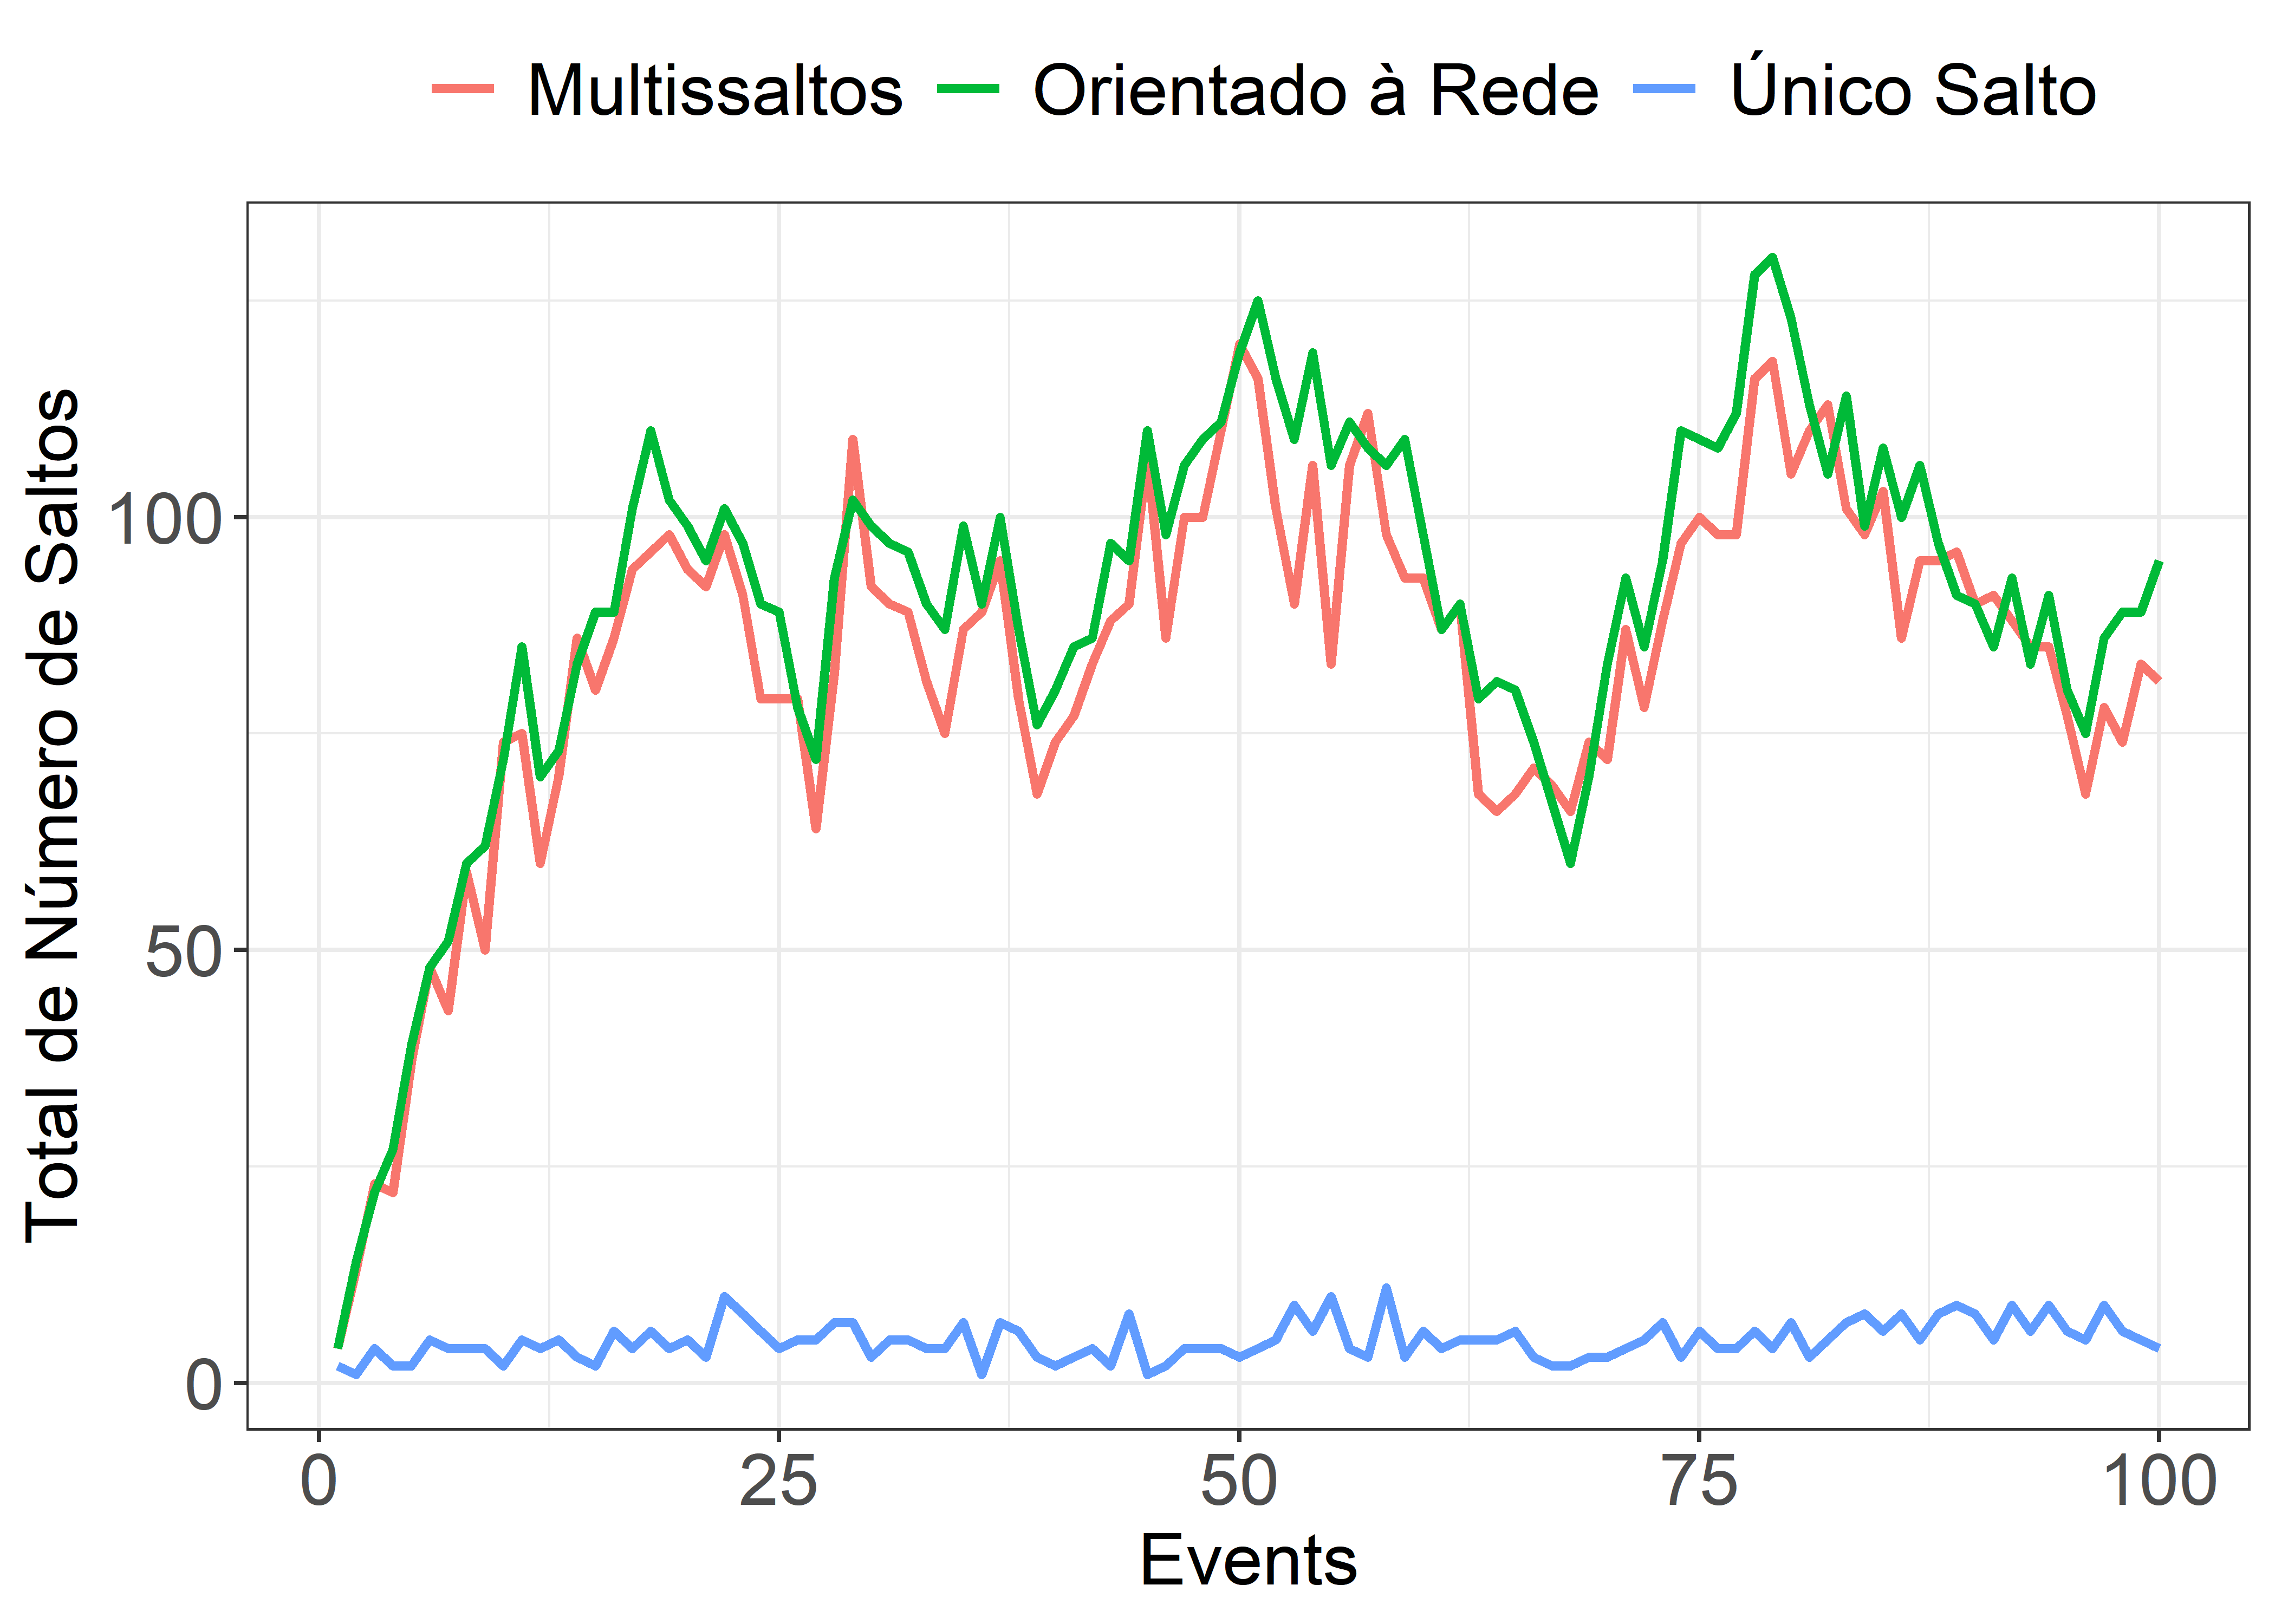 Multissaltos Orientado à Rede Único Salto
Total de Número de Saltos
100
50
0
0 25 50 75 100
Events